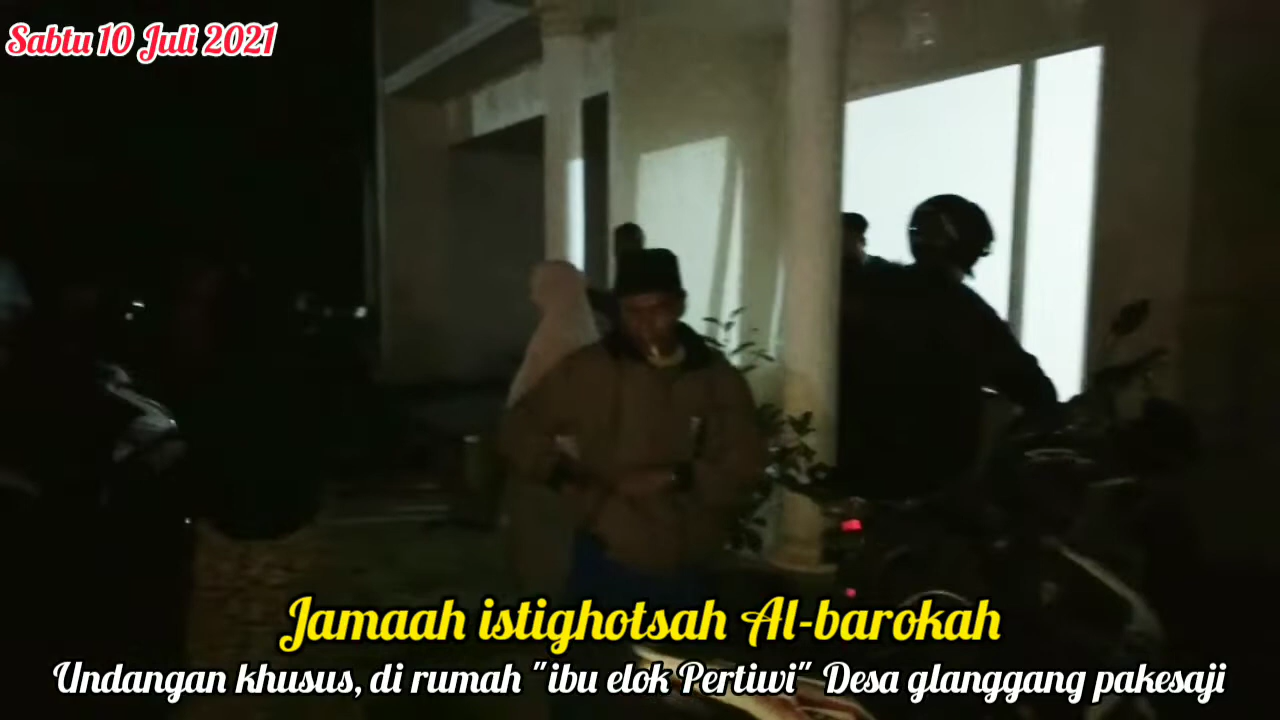 Sabtu 10 Juli 2021
Jamaah istighotsah Al-barokah
Undangan khusus, di rumah "ibu elok Pertiwi" Desa glanggang pakesaji